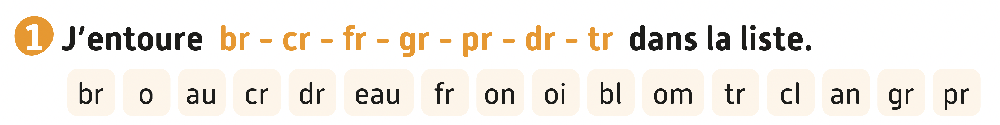 1 J’entoure br - cr - fr - gr - pr - dr - tr dans la liste.
br o au cr dr eau fr on oi bl om tr cl an gr pr